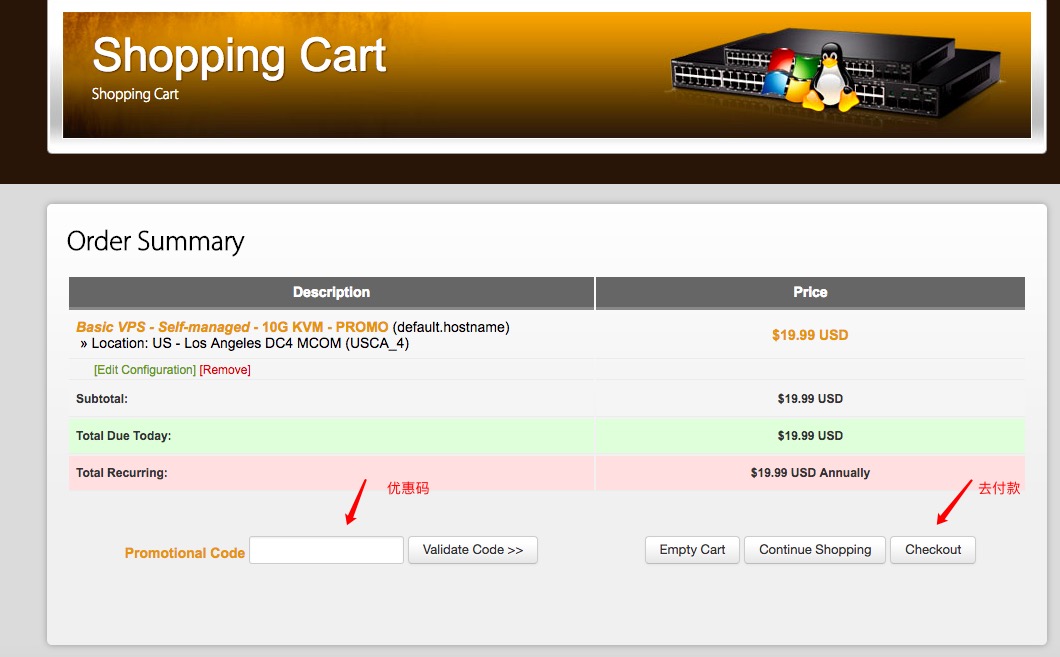 Shopping Cart
Shopping Cart
Order Summary
Description Price
Basic VPS - Self-managed - 10G KVM - PROMO (default.hostname)
» Location: US - Los Angeles DC4 MCOM (USCA_4)
$19.99 USD
[Edit Configuration] [Remove]
Subtotal: $19.99 USD
Total Due Today: $19.99 USD
Total Recurring: $19.99 USD Annually
优惠码 去付款
Promotional Code Validate Code >> Empty Cart Continue Shopping Checkout